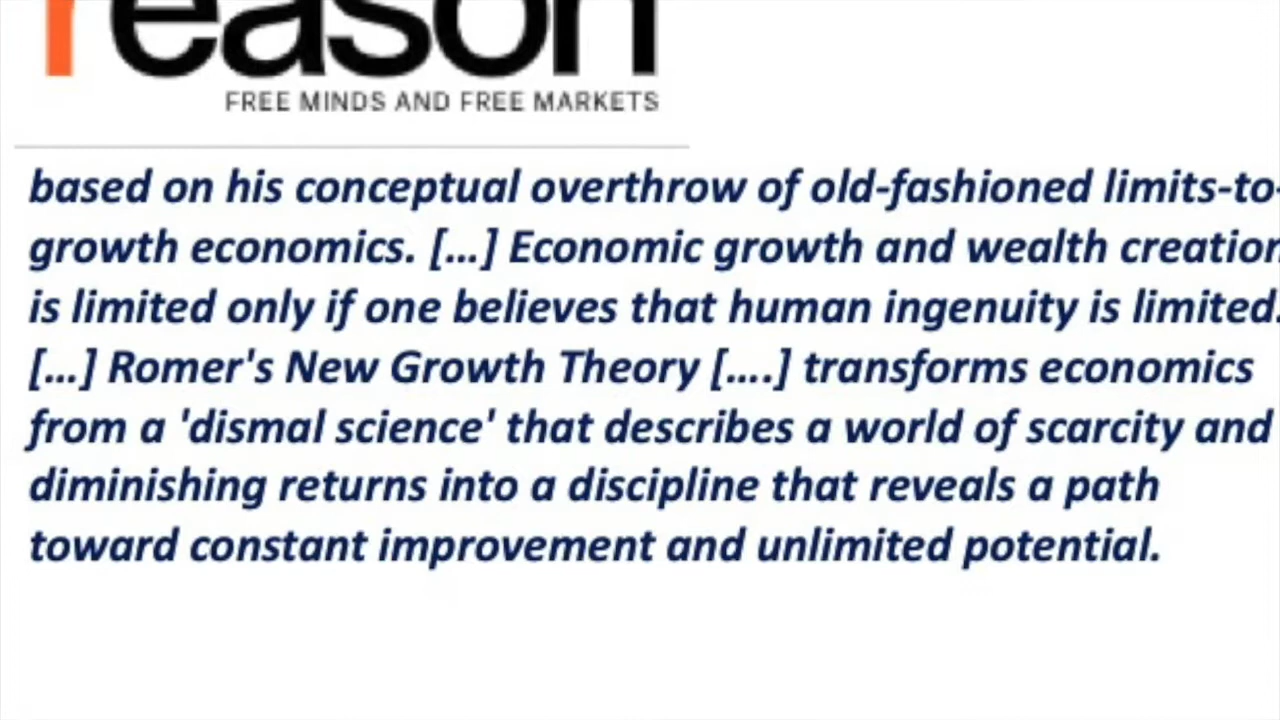 reason
FREE MINDS AND FREE MARKETS
based on his conceptual overthrow of old-fashioned limits-to-
growth economics. […] Economic growth and wealth creation
is limited only if one believes that human ingenuity is limited.
[…] Romer's New Growth Theory [….] transforms economics
from a 'dismal science' that describes a world of scarcity and
diminishing returns into a discipline that reveals a path
toward constant improvement and unlimited potential.